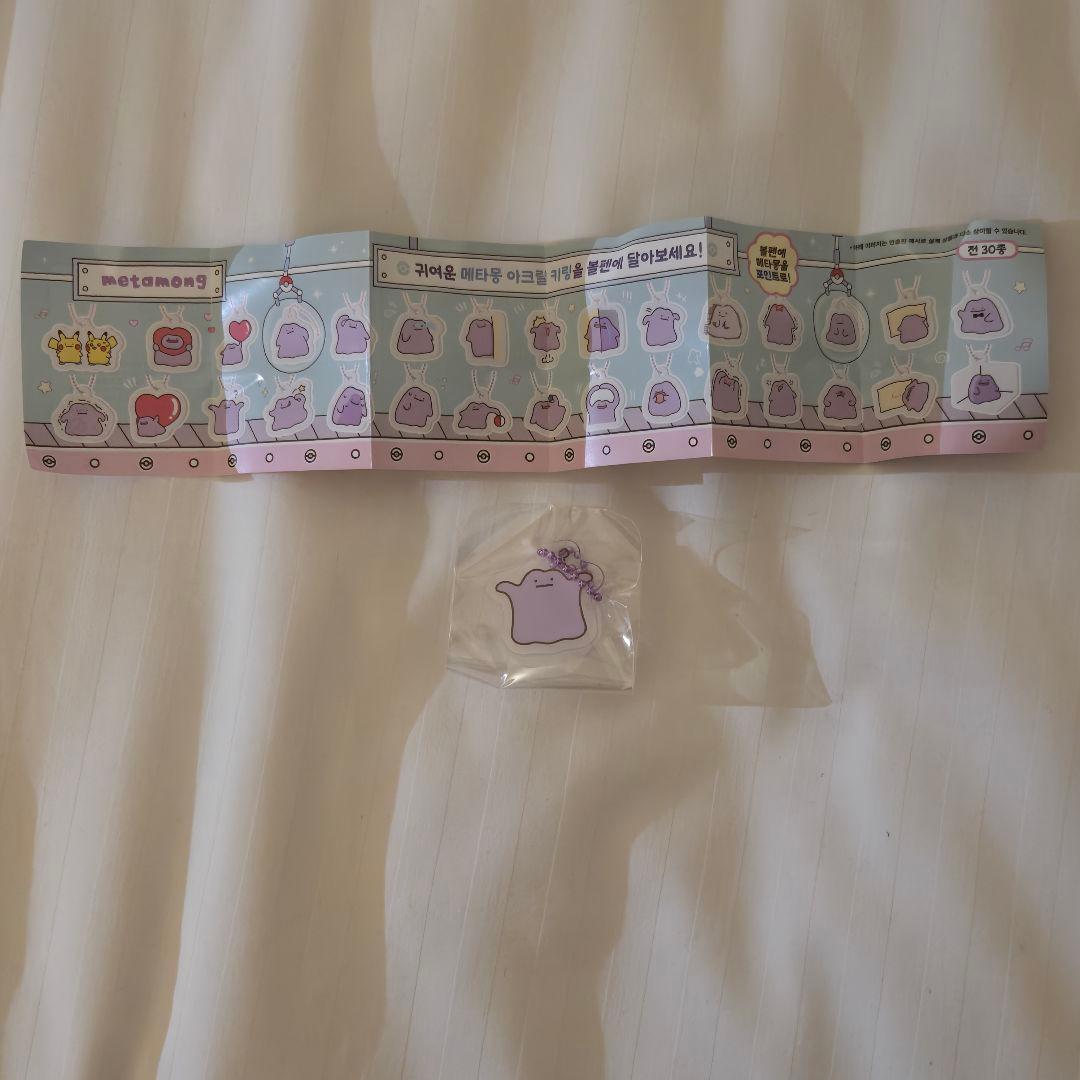 metamong
귀여운 메타몽 아크릴 키링을 볼펜에 달아보세요!
볼펜에
메타몽을
포인트로!
전 30종